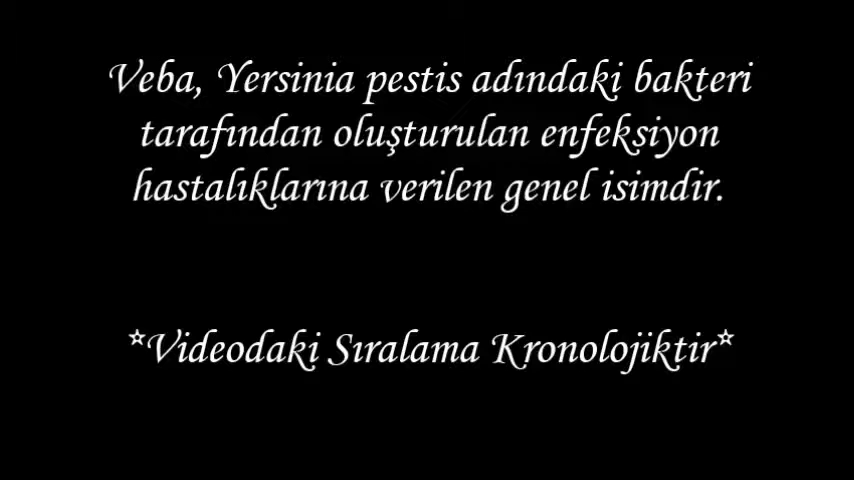 Veba, Yersinia pestis adındaki bakteri
tarafından oluşturulan enfeksiyon
hastalıklarına verilen genel isimdir.
*Videodaki Sıralama Kronolojiktir*